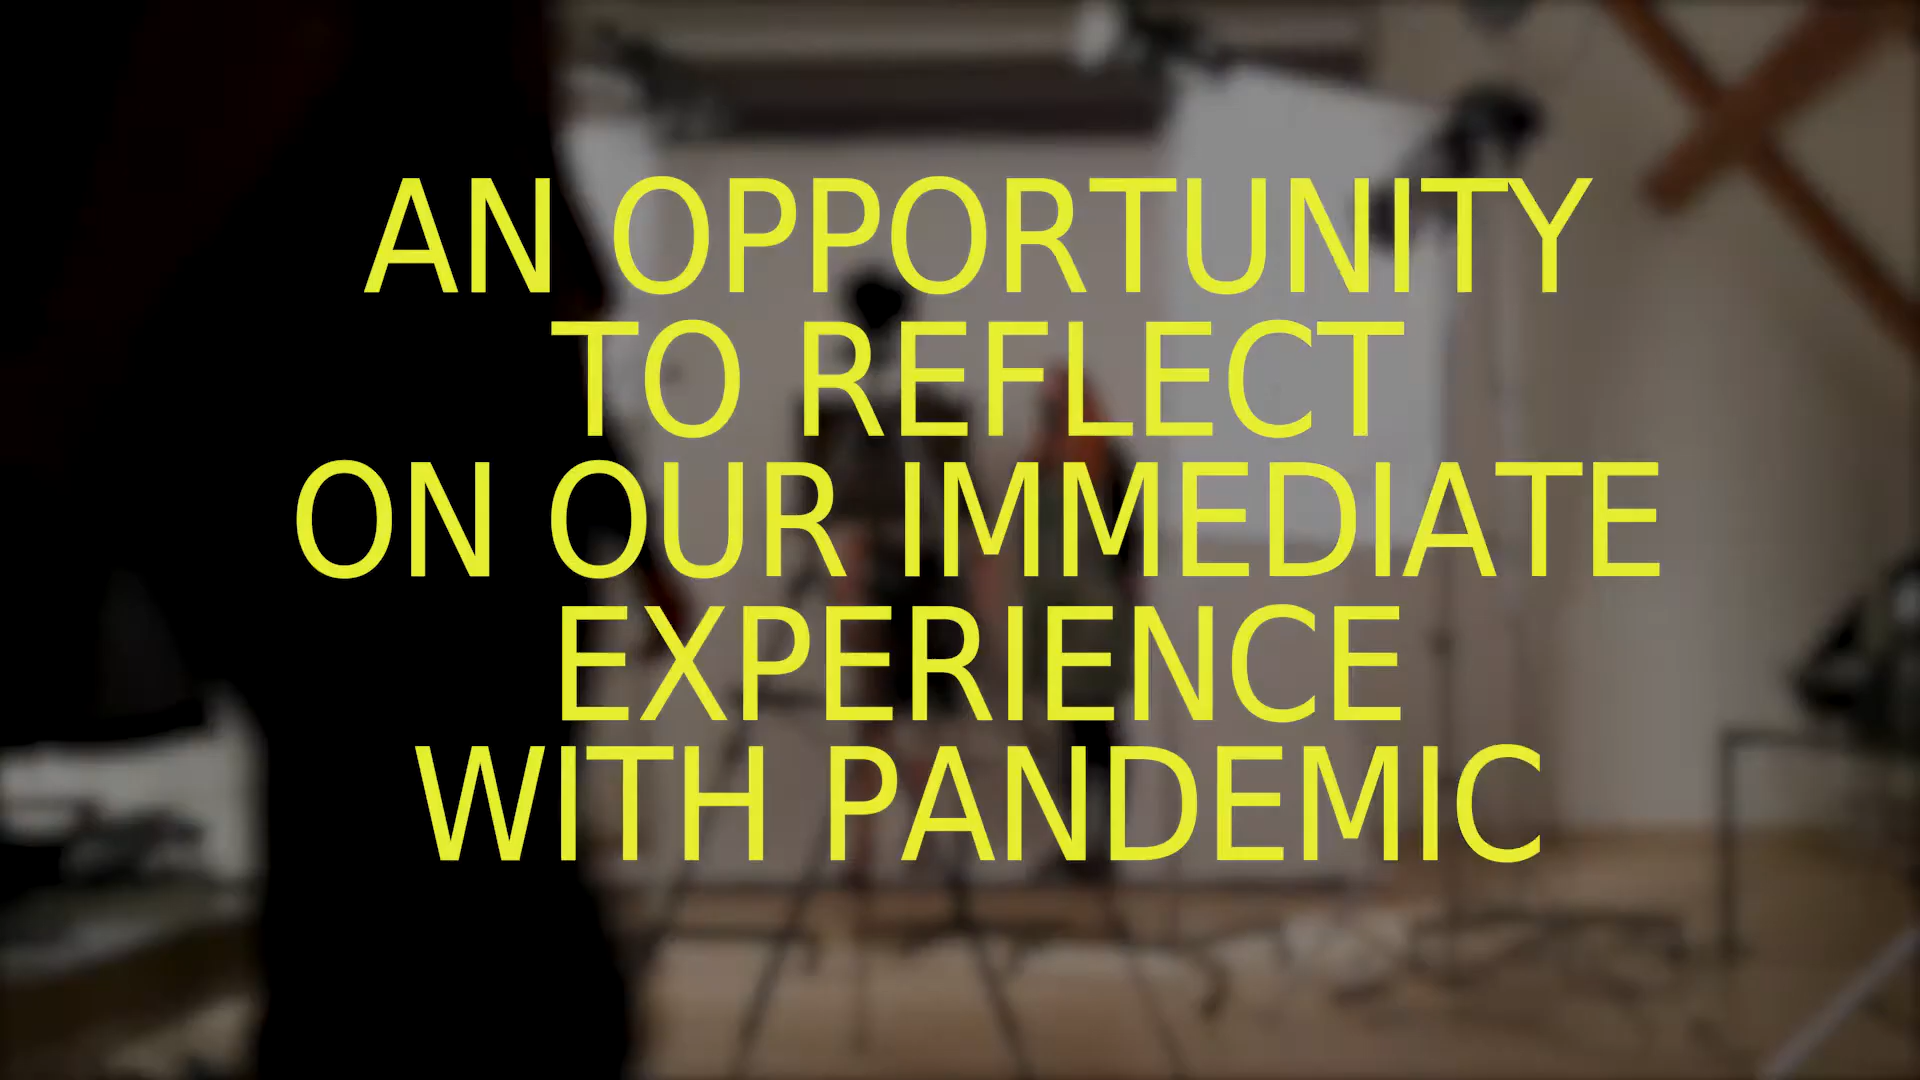 AN OPPORTUNITY
TO REFLECT
ON OUR IMMEDIATE
EXPERIENCE
WITH PANDEMIC